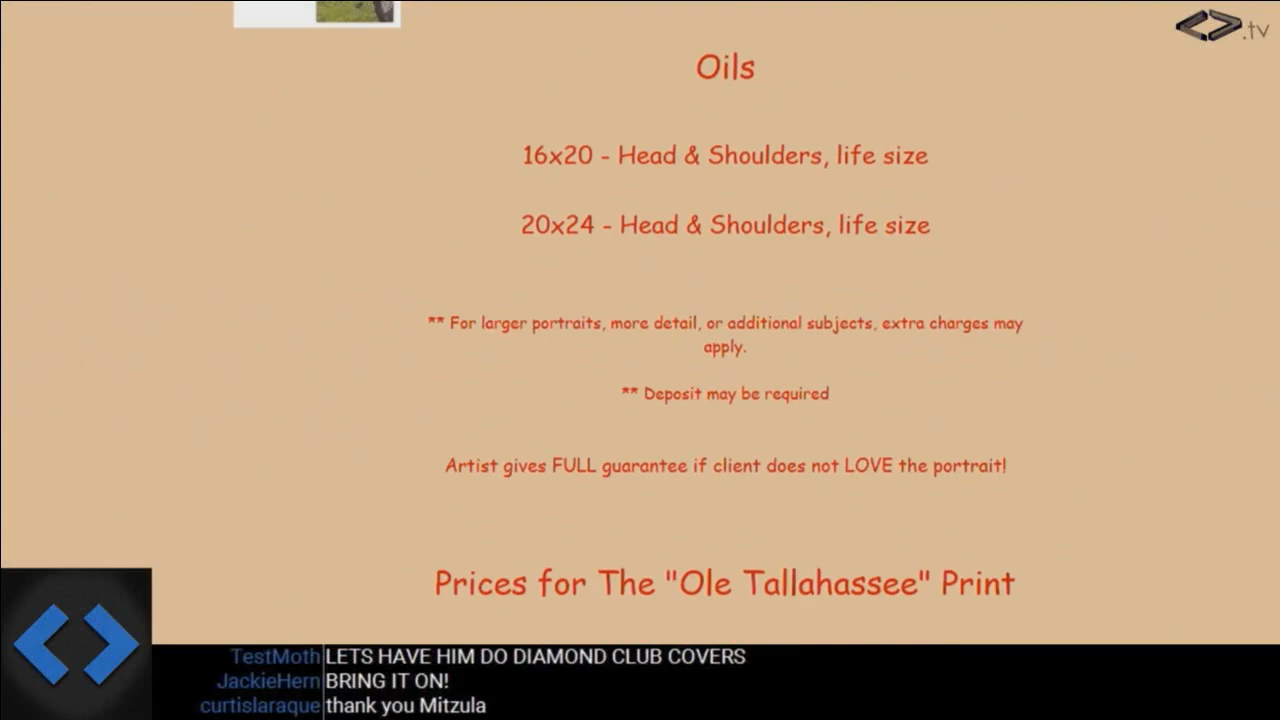 <>.tv
Oils
16x20 - Head & Shoulders, life size
20x24 - Head & Shoulders, life size
** For larger portraits, more detail, or additional subjects, extra charges may
apply.
** Deposit may be required
Artist gives FULL guarantee if client does not LOVE the portrait!
Prices for The "Ole Tallahassee" Print
TestMoth LETS HAVE HIM DO DIAMOND CLUB COVERS
JackieHern BRING IT ON!
curtislaraque thank you Mitzula